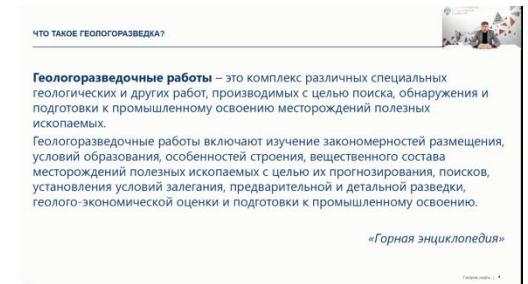 ЧТО ТАКОЕ ГЕОЛОГОРАЗВЕДКА?
Геологоразведочные работы – это комплекс различных специальных
геологических и других работ, производимых с целью поиска, обнаружения и
подготовки к промышленному освоению месторождений полезных
ископаемых.
Геологоразведочные работы включают изучение закономерностей размещения,
условий образования, особенностей строения, вещественного состава
месторождений полезных ископаемых с целью их прогнозирования, поисков,
установления условий залегания, предварительной и детальной разведки,
геолого-экономической оценки и подготовки к промышленному освоению.
«Горная энциклопедия»
Газпром нефть |